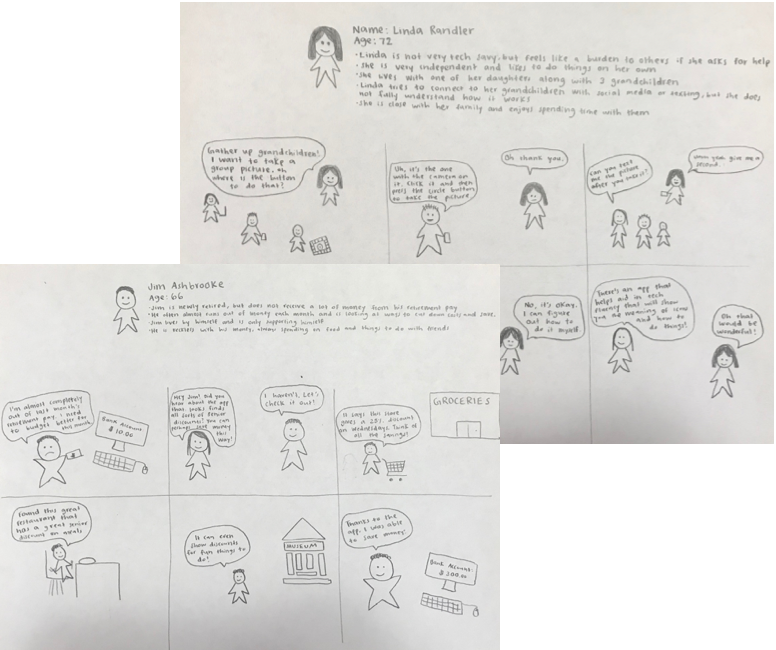 Name: Linda Randler
Age: 72
• Linda is not very tech savy, but feels like a burden to others if she asks for help
• She is very independent and likes to do things on her own
• She lives with one of her daughters along with 3 grandchildren
• Linda tries to connect to her grandchildren with social media or texting, but she does
not fully understand how it works
• She is close with her family and enjoys spending time with them
Gather up grandchildren!
I want to take a
group picture, oh
where is the button
to do that?
Uh, it's the one
with the camera on
it. Click it and then
press the circle button
to take the picture
Oh thank you.
Can you text
me the picture
after you take it?
umm yeah give me a
second.
No, it's okay.
I can figure
out how to
do it myself.
There's an app that
helps aid in tech
fluency that will show
you meaning of icons
and how to
do things!
Oh that
would be
wonderful!
Jim Ashbrooke
Age: 66
• Jim is newly retired, but does not receive a lot of money from his retirement pay
• He often almost runs out of money each month and is looking at ways to cut down costs and save.
• Jim lives by himself and is only supporting himself
• He is reckless with his money, always spending on food and things to do with friends
I'm almost completely
out of last month's
retirement pay. I need
to budget better for
this month.
Bank Account
$10.00
Hey Jim! Did you
hear about the app
that looks finds
all sorts of senior
discounts? You can
perhaps save money
this way!
I haven't. Let's
check it out!
It says this store
gives a 25% discount
on Wednesdays. Think of
all the savings!
GROCERIES
Found this great
restaurant that
has a great senior
discount on meals
It can even
show discounts
for fun things to
do!
MUSEUM
Thanks to the
app, I was able
to save money.
Bank Account:
$300.00